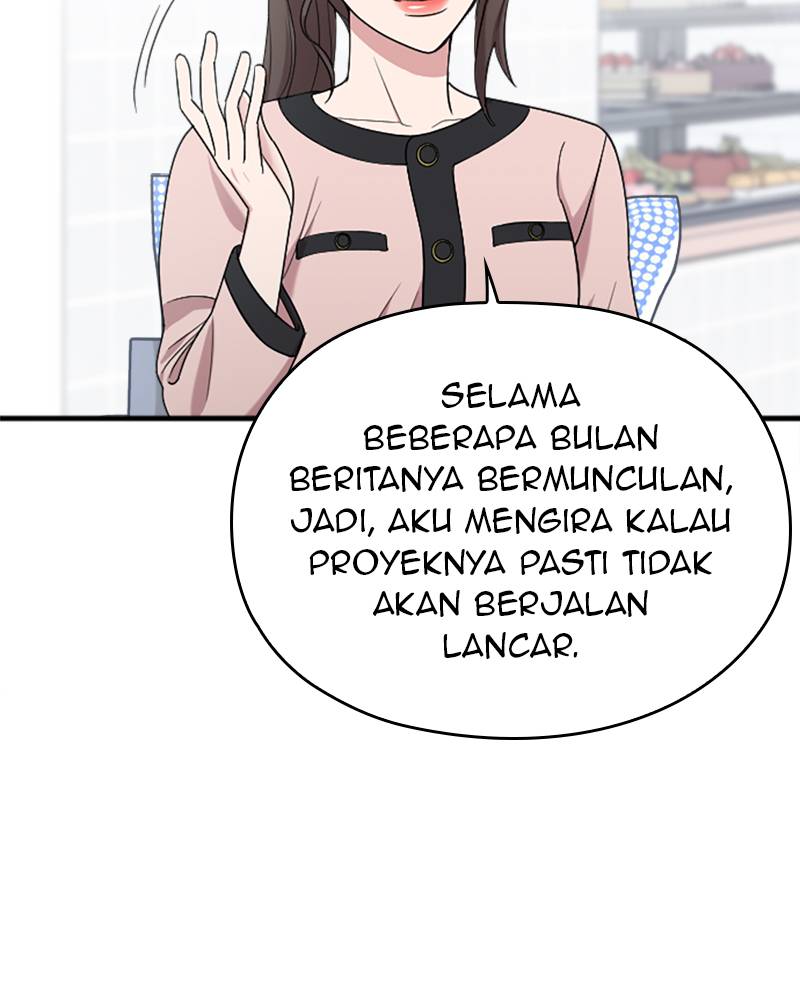 SELAMA
BEBERAPA BULAN
BERITANYA BERMUNCULAN,
JADI, AKU MENGIRA KALAU
PROYEKNYA PASTI TIDAK
AKAN BERJALAN
LANCAR.